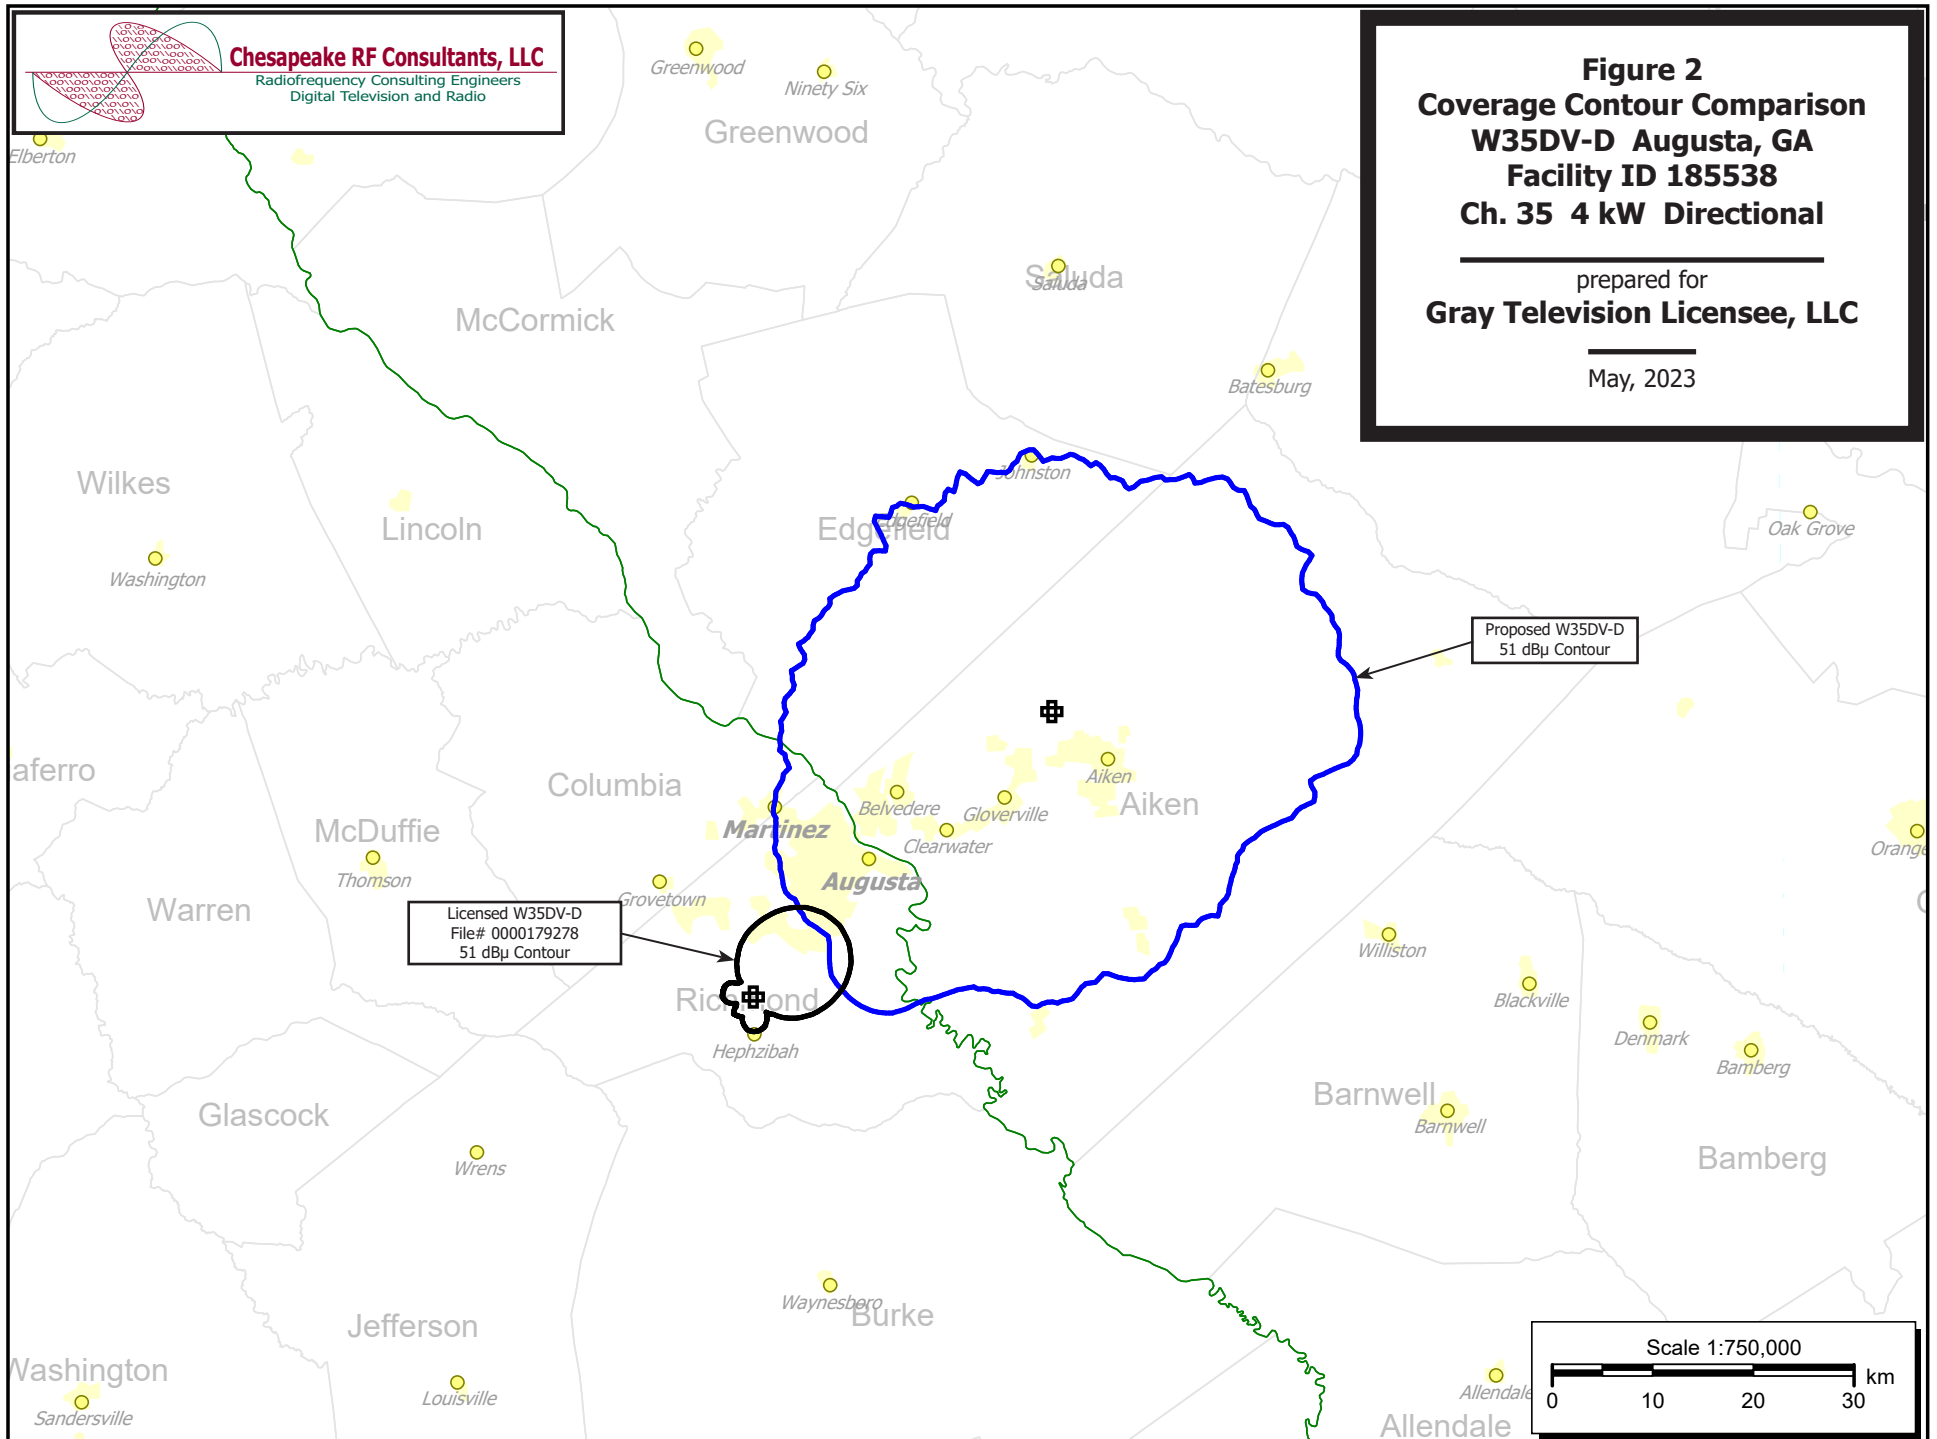 Chesapeake RF Consultants, LLC
Radiofrequency Consulting Engineers
Digital Television and Radio
Figure 2
Coverage Contour Comparison
W35DV-D Augusta, GA
Facility ID 185538
Ch. 35 4 kW Directional
prepared for
Gray Television Licensee, LLC
May, 2023
Greenwood
Ninety Six
Greenwood
Elberton
Saluda
Saluda
McCormick
Batesburg
Wilkes
Johnston
Lincoln
Edgefield
Edgefield
Oak Grove
Washington
Proposed W35DV-D
51 dBµ Contour
aferro
Columbia
Aiken
Aiken
Belvedere
Gloverville
McDuffie
Martinez
Clearwater
Orange
Thomson
Augusta
Grovetown
Warren
Licensed W35DV-D
File# 0000179278
51 dBµ Contour
Williston
Richmond
Blackville
Hephzibah
Denmark
Bamberg
Glascock
Barnwell
Barnwell
Wrens
Bamberg
Waynesboro
Burke
Jefferson
Washington
Sandersville
Louisville
Allendale
Allendale
Scale 1:750,000
km
0 10 20 30